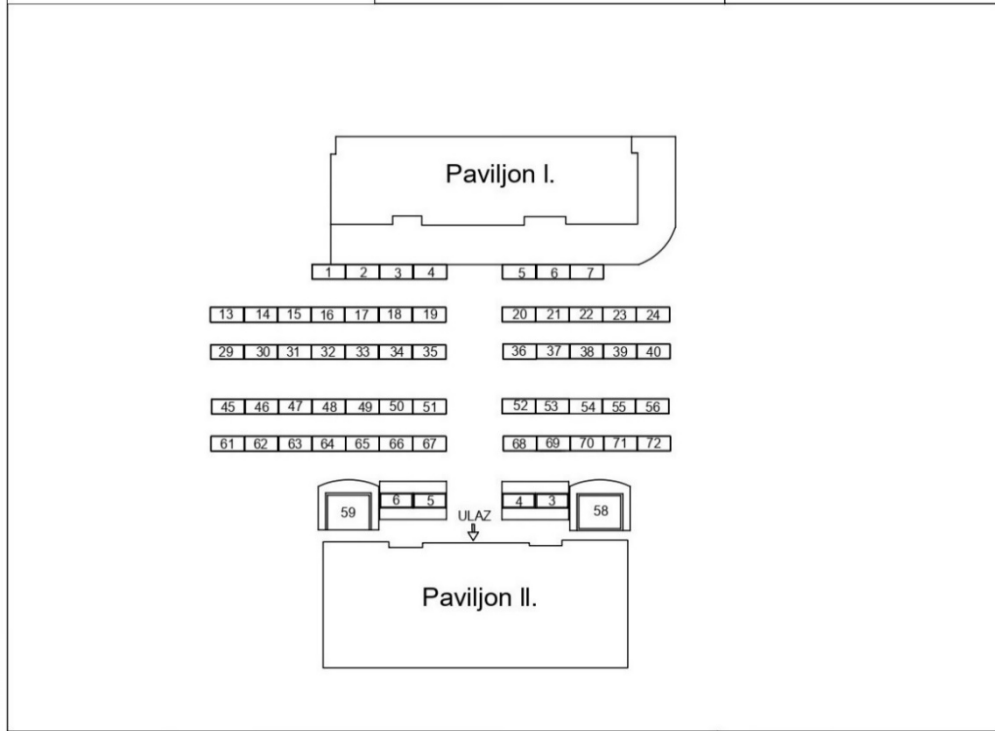 Paviljon I.
1 2 3 4 5 6 7
13 14 15 16 17 18 19 20 21 22 23 24
29 30 31 32 33 34 35 36 37 38 39 40
45 46 47 48 49 50 51 52 53 54 55 56
61 62 63 64 65 66 67 68 69 70 71 72
59 6 5 4 3 58
ULAZ
Paviljon II.